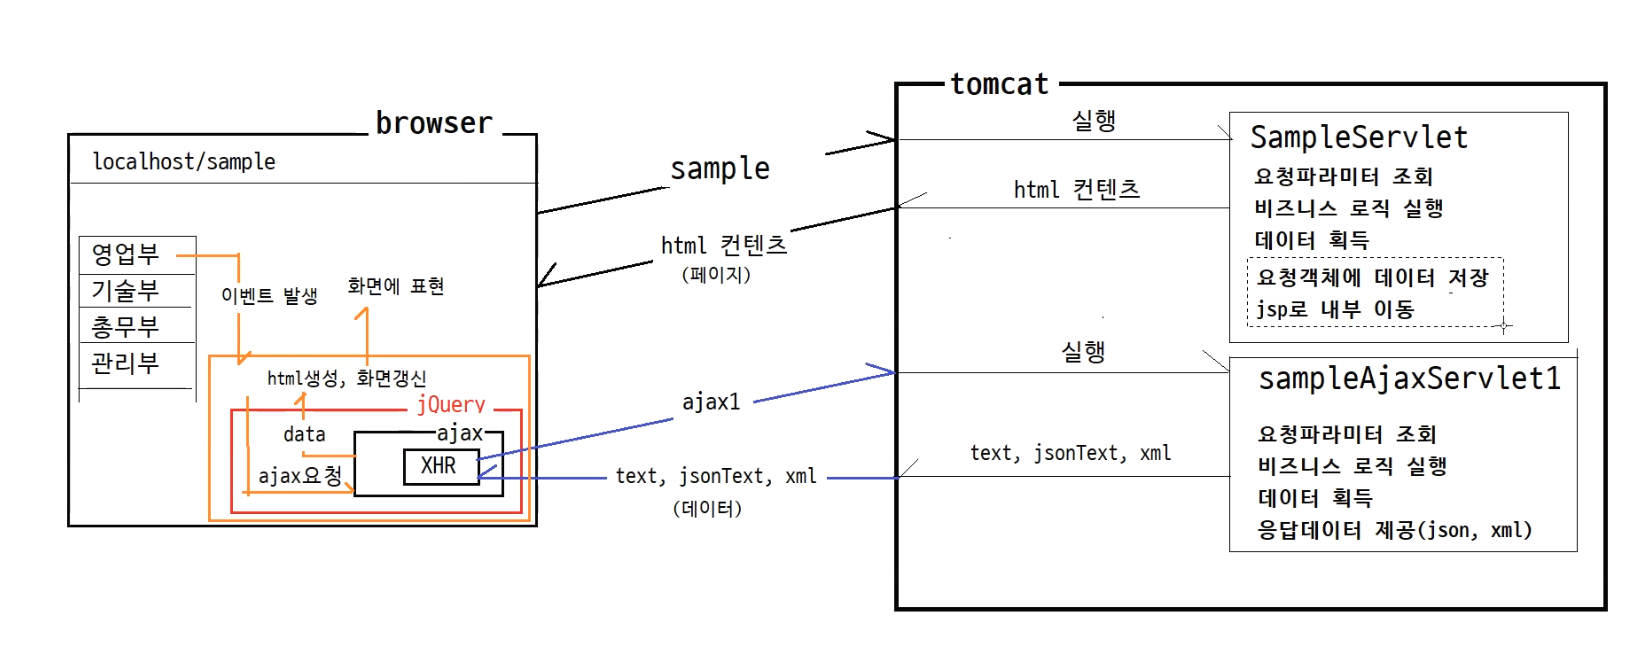 browser
localhost/sample
영업부
기술부
총무부
관리부
이벤트 발생
화면에 표현
html생성, 화면갱신
jQuery
data
ajax
XHR
ajax요청
sample
html 컨텐츠
(페이지)
ajax1
text, jsonText, xml
(데이터)
tomcat
실행
html 컨텐츠
SampleServlet
요청파라미터 조회
비즈니스 로직 실행
데이터 획득
요청객체에 데이터 저장
jsp로 내부 이동
실행
text, jsonText, xml
sampleAjaxServlet1
요청파라미터 조회
비즈니스 로직 실행
데이터 획득
응답데이터 제공(json, xml)